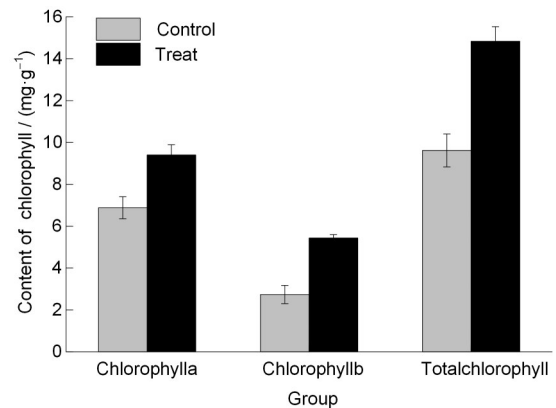 16
14
12
10
8
6
4
2
0
Content of chlorophyll / (mg·g⁻¹)
Control
Treat
Chlorophylla
Chlorophyllb
Totalchlorophyll
Group